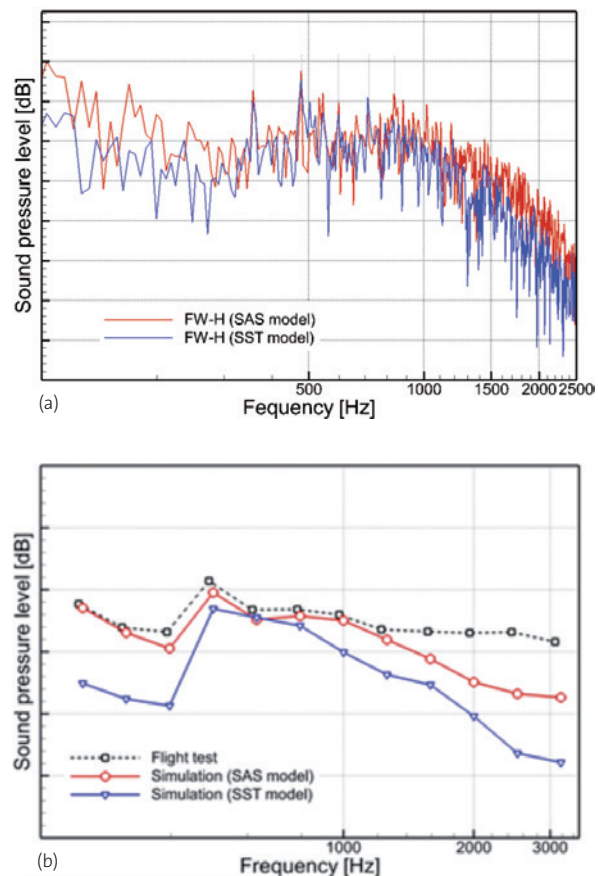 Sound pressure level [dB]
FW-H (SAS model)
FW-H (SST model)
500
1000
1500
2000
2500
Fequency [Hz]
(a)
Sound pressure level [dB]
Flight test
Simulation (SAS model)
Simulation (SST model)
1000
2000
3000
Frequency [Hz]
(b)